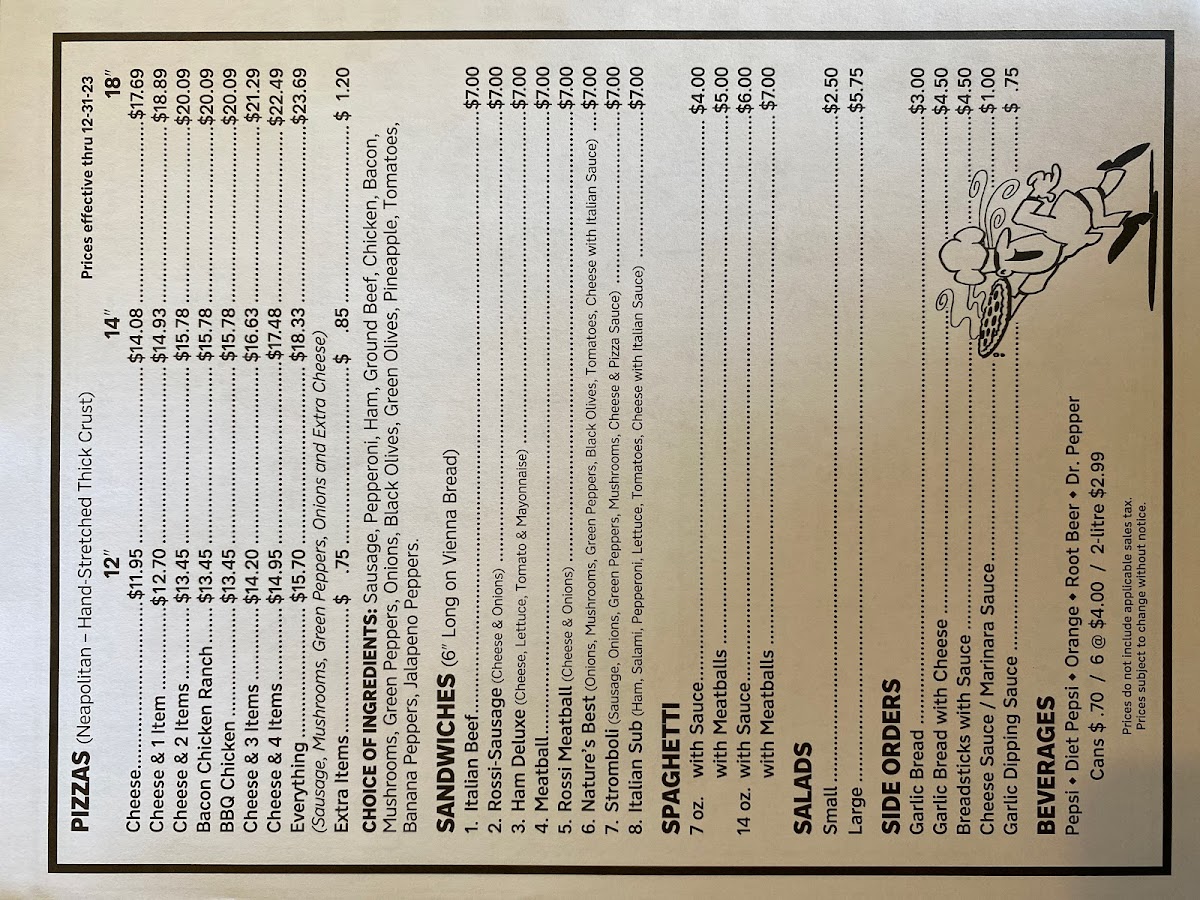 PIZZAS (Neapolitan – Hand-Stretched Thick Crust) Prices effective thru 12-31-23
12" 14" 18"
Cheese..........$11.95..........$14.08..........$17.69
Cheese & 1 Item..........$12.70..........$14.93..........$18.89
Cheese & 2 Items..........$13.45..........$15.78..........$20.09
Bacon Chicken Ranch..........$13.45..........$15.78..........$20.09
BBQ Chicken..........$13.45..........$15.78..........$20.09
Cheese & 3 Items..........$14.20..........$16.63..........$21.29
Cheese & 4 Items..........$14.95..........$17.48..........$22.49
Everything..........$15.70..........$18.33..........$23.69
(Sausage, Mushrooms, Green Peppers, Onions and Extra Cheese)
Extra Items..........$ .75..........$ .85..........$ 1.20
CHOICE OF INGREDIENTS: Sausage, Pepperoni, Ham, Ground Beef, Chicken, Bacon,
Mushrooms, Green Peppers, Onions, Black Olives, Green Olives, Pineapple, Tomatoes,
Banana Peppers, Jalapeno Peppers.
SANDWICHES (6" Long on Vienna Bread)
1. Italian Beef..........$7.00
2. Rossi-Sausage (Cheese & Onions)..........$7.00
3. Ham Deluxe (Cheese, Lettuce, Tomato & Mayonnaise)..........$7.00
4. Meatball..........$7.00
5. Rossi Meatball (Cheese & Onions)..........$7.00
6. Nature's Best (Onions, Mushrooms, Green Peppers, Black Olives, Tomatoes, Cheese with Italian Sauce) ....$7.00
7. Stromboli (Sausage, Onions, Green Peppers, Mushrooms, Cheese & Pizza Sauce)..........$7.00
8. Italian Sub (Ham, Salami, Pepperoni, Lettuce, Tomatoes, Cheese with Italian Sauce)..........$7.00
SPAGHETTI
7 oz. with Sauce..........$4.00
with Meatballs..........$5.00
14 oz. with Sauce..........$6.00
with Meatballs..........$7.00
SALADS
Small..........$2.50
Large..........$5.75
SIDE ORDERS
Garlic Bread..........$3.00
Garlic Bread with Cheese..........$4.50
Breadsticks with Sauce..........$4.50
Cheese Sauce / Marinara Sauce..........$1.00
Garlic Dipping Sauce..........$ .75
BEVERAGES
Pepsi ♦ Diet Pepsi ♦ Orange ♦ Root Beer ♦ Dr. Pepper
Cans $ .70 / 6 @ $4.00 / 2-litre $2.99
Prices do not include applicable sales tax.
Prices subject to change without notice.